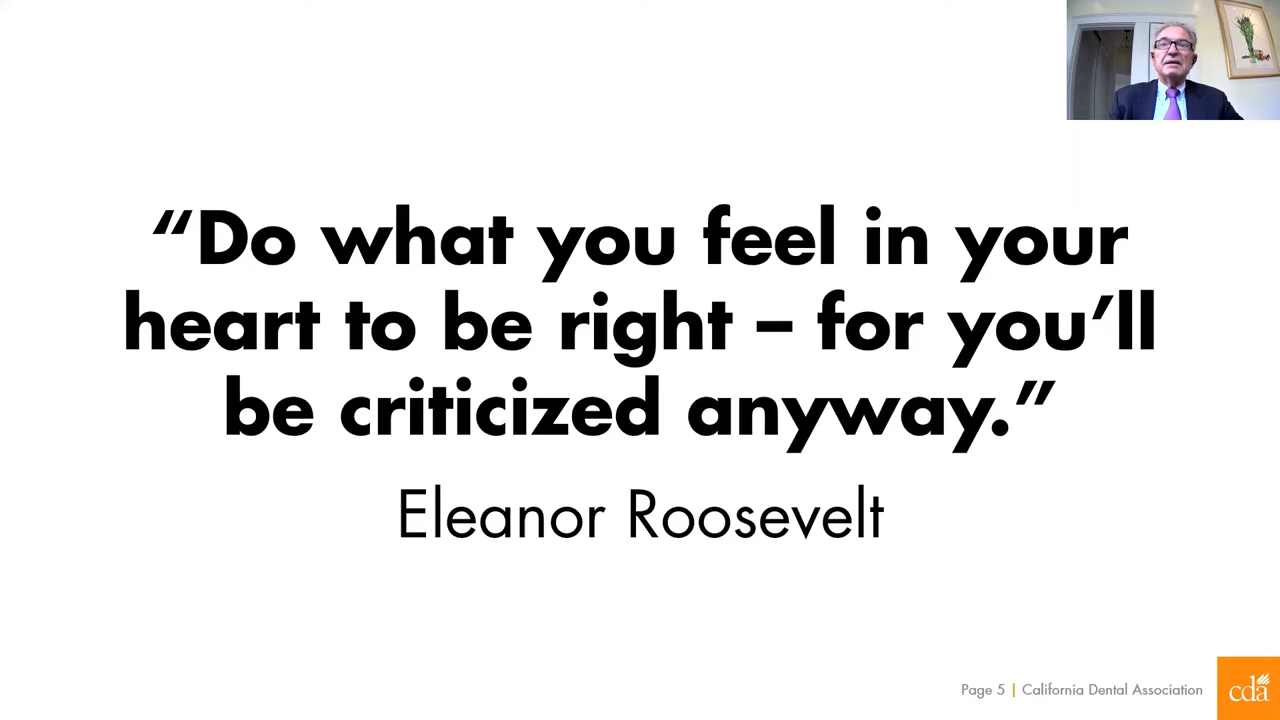 “Do what you feel in your
heart to be right – for you’ll
be criticized anyway.”
Eleanor Roosevelt
Page 5 | California Dental Association
cda